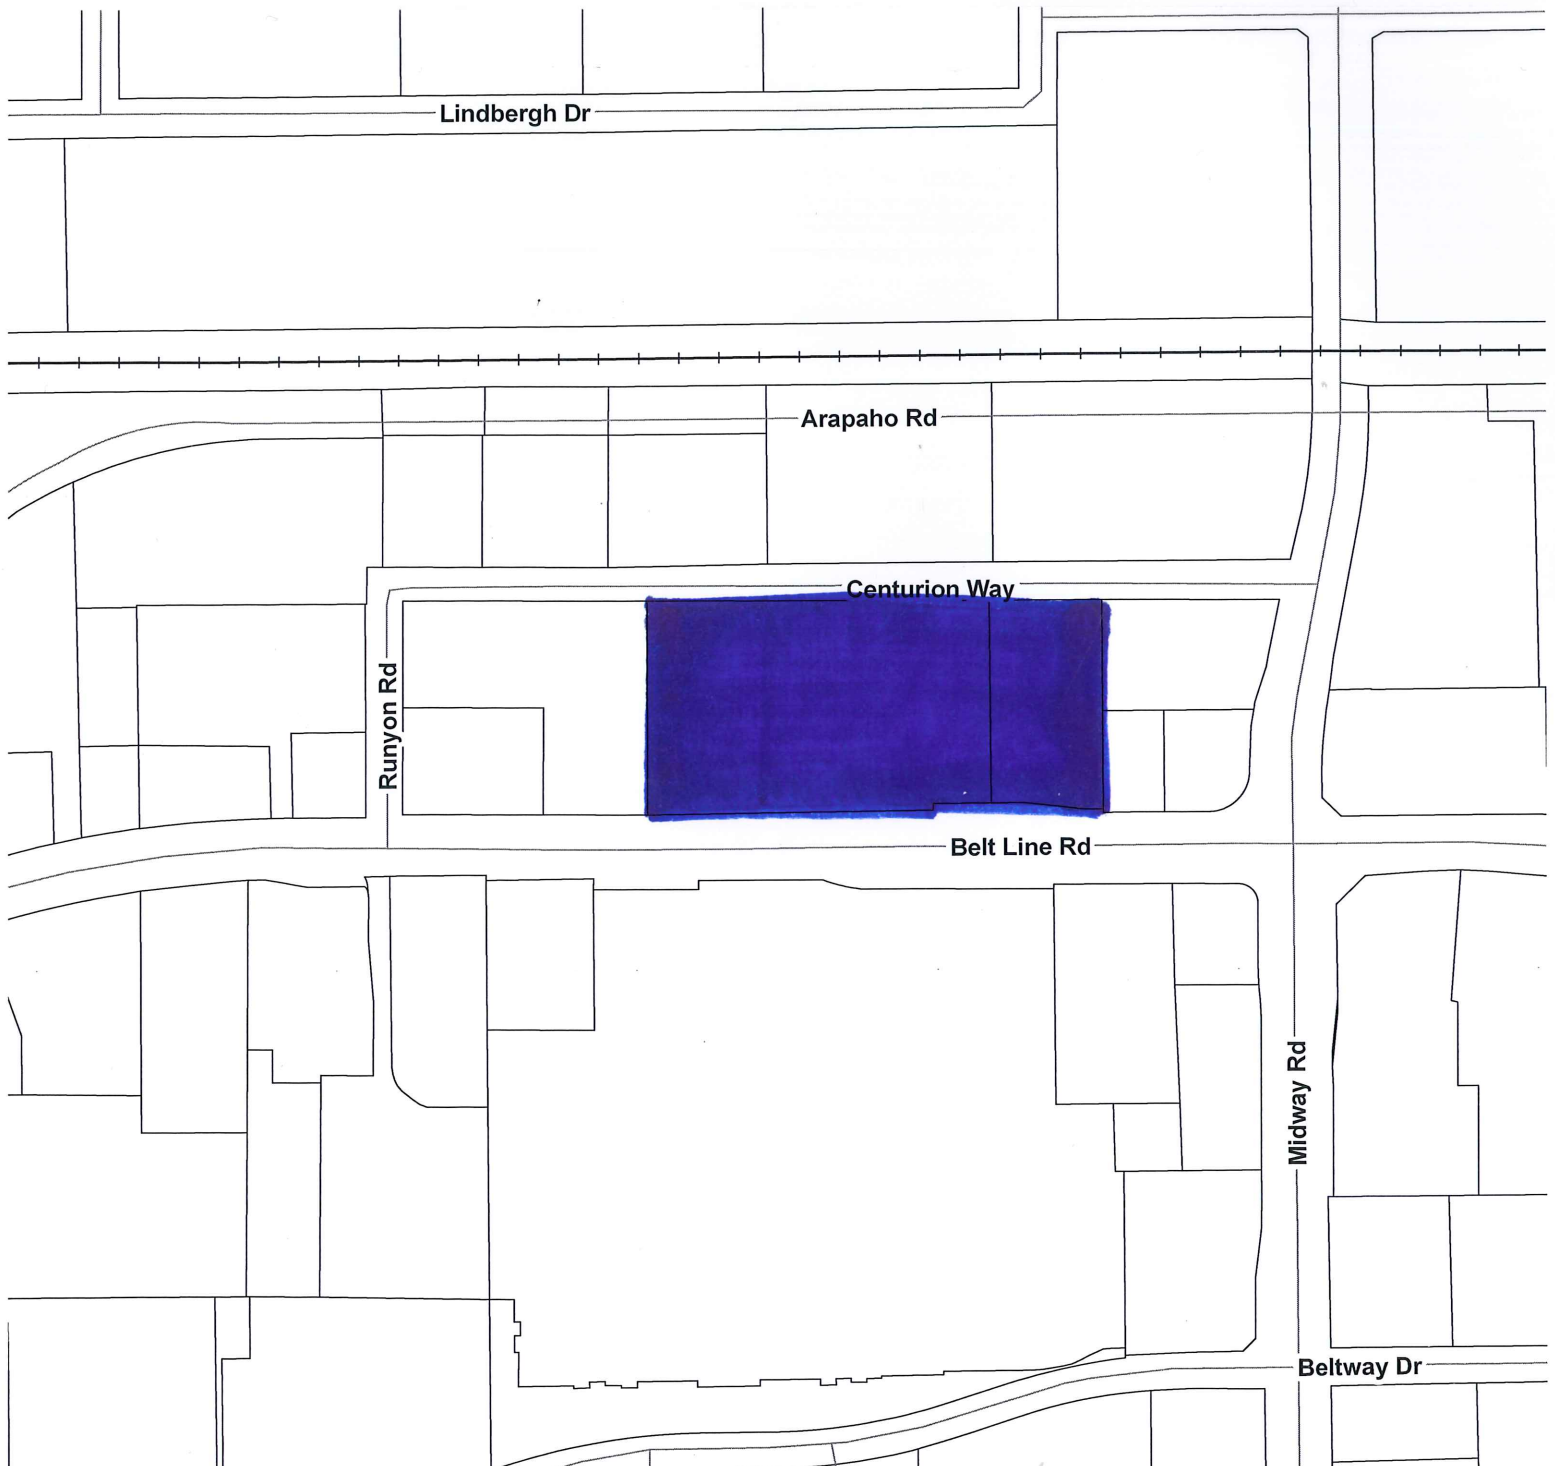 Lindbergh Dr
Arapaho Rd
Centurion Way
Runyon Rd
Belt Line Rd
Midway Rd
Beltway Dr